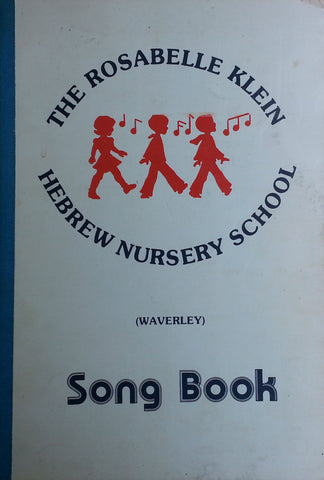 THE ROSABELLE KLEIN
HEBREW NURSERY SCHOOL
(WAVERLEY)
Song Book